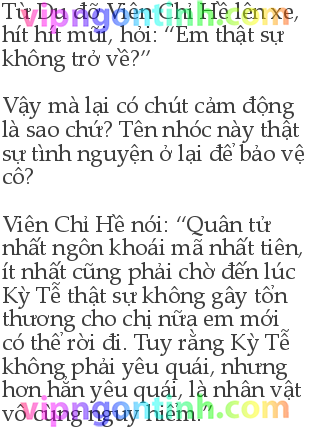 Từ Du đỡ Viên Chỉ Hề lên xe,
hít hít mũi, hỏi: “Em thật sự
không trở về?”
Vậy mà lại có chút cảm động
là sao chứ? Tên nhóc này thật
sự tình nguyện ở lại để bảo vệ
cô?
Viên Chỉ Hề nói: “Quân tử
nhất ngôn khoái mã nhất tiên,
ít nhất cũng phải chờ đến lúc
Kỳ Tễ thật sự không gây tổn
thương cho chị nữa em mới
có thể rời đi. Tuy rằng Kỳ Tễ
không phải yêu quái, nhưng
hơn hẳn yêu quái, là nhân vật
vô cùng nguy hiểm.”
vipngontinh.com
vipngontinh.com